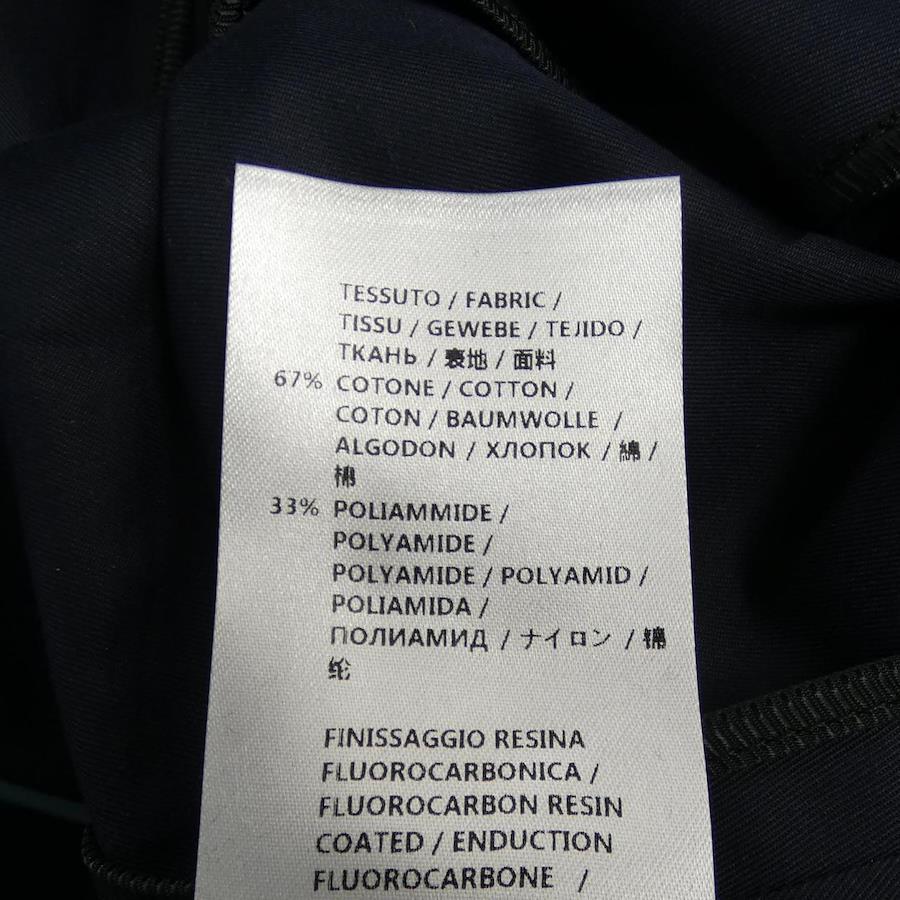 TESSUTO / FABRIC /
TISSU / GEWEBE / TEJIDO /
ТКАНЬ / 表地 / 面料
67% COTONE / COTTON /
COTON / BAUMWOLLE /
ALGODON / ХЛОПОК / 綿 /
棉
33% POLIAMMIDE /
POLYAMIDE /
POLYAMIDE / POLYAMID /
POLIAMIDA /
ПОЛИАМИД / ナイロン / 锦
纶
FINISSAGGIO RESINA
FLUOROCARBONICA /
FLUOROCARBON RESIN
COATED / ENDUCTION
FLUOROCARBONE /